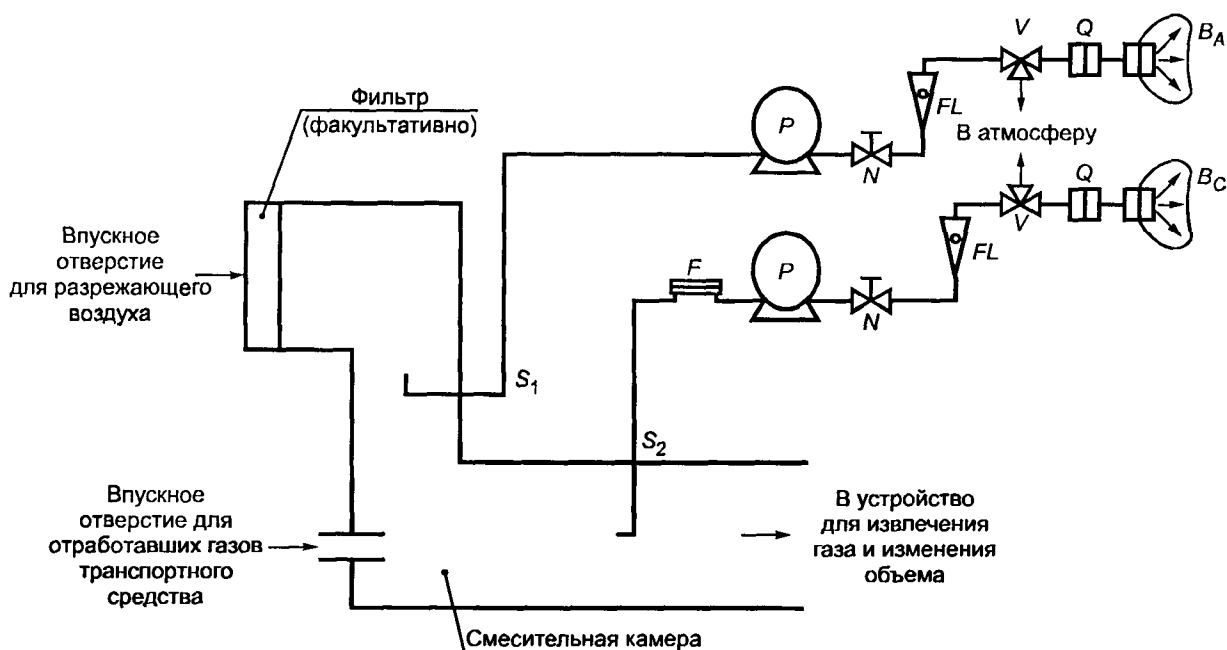 V
Q
B_A
Фильтр
(факультативно)
FL
P
В атмосферу
N
Q
B_C
V
Впускное
отверстие
для разрежающего
воздуха
F
P
FL
N
S_1
S_2
Впускное
отверстие для
отработавших газов
транспортного
средства
В устройство
для извлечения
газа и изменения
объема
Смесительная камера